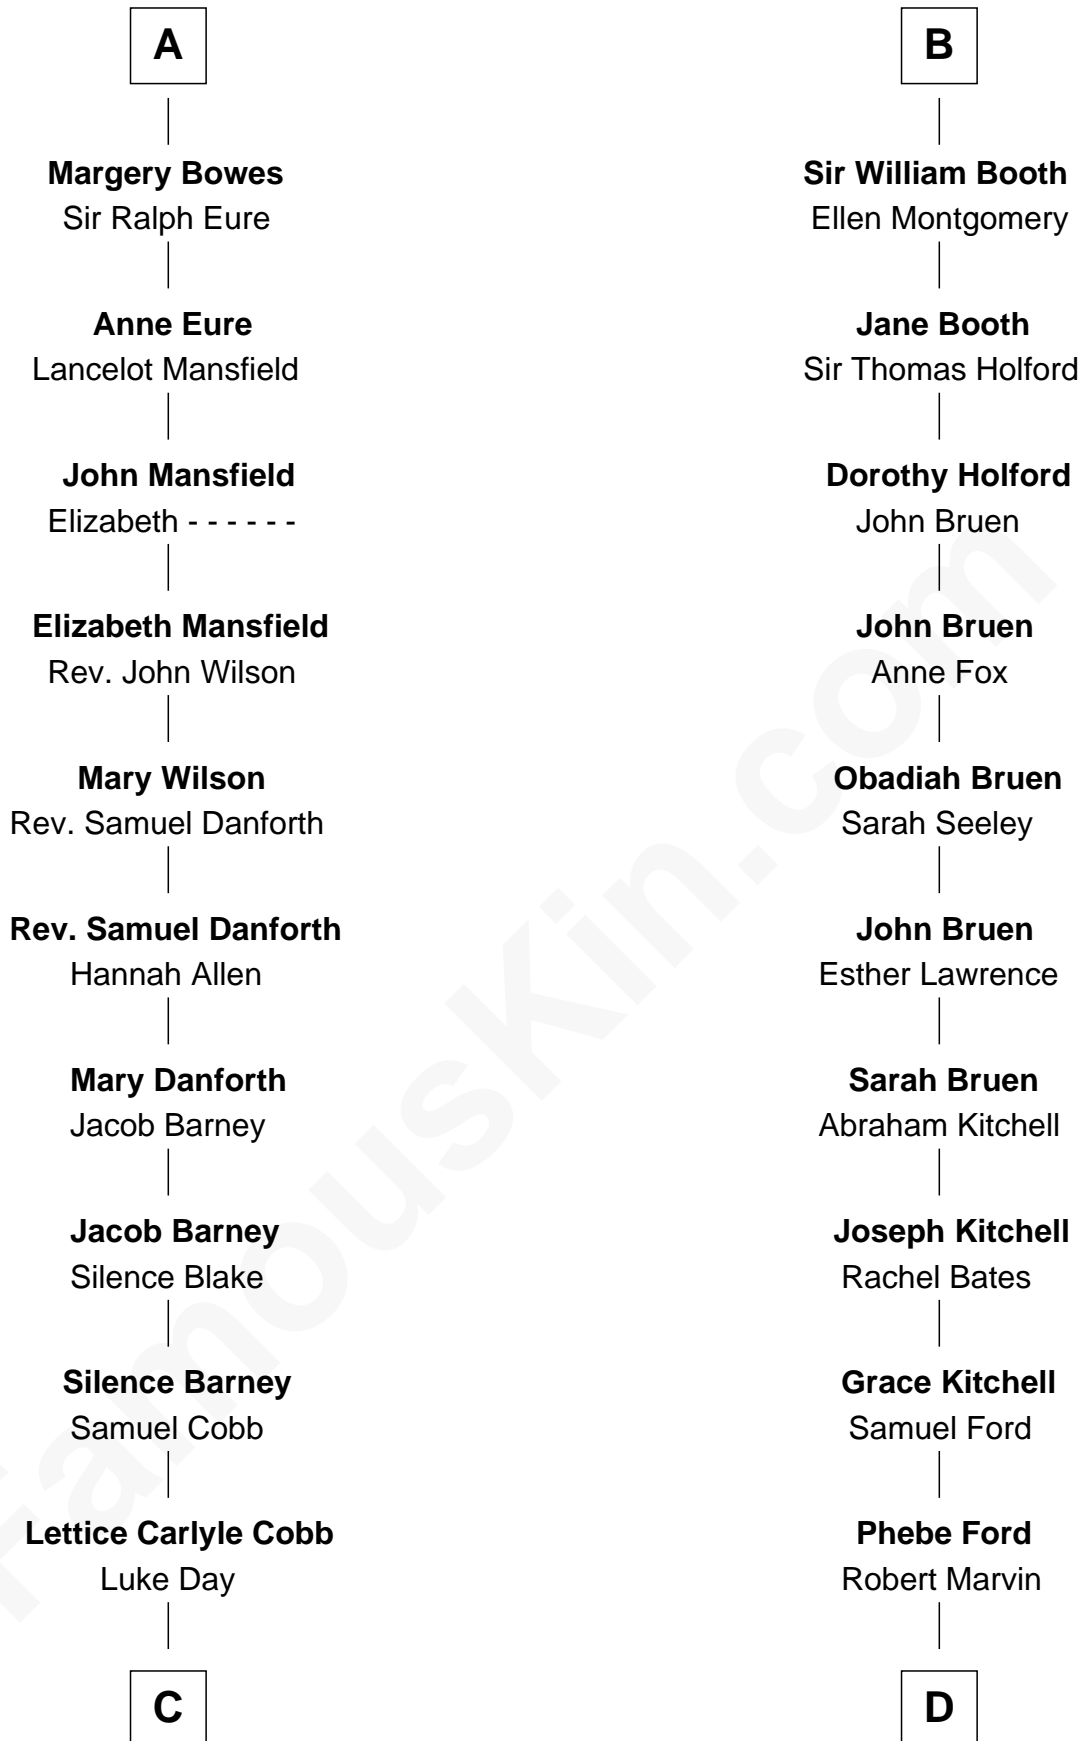 A
Margery Bowes
Sir Ralph Eure
Anne Eure
Lancelot Mansfield
John Mansfield
Elizabeth - - - - - -
Elizabeth Mansfield
Rev. John Wilson
Mary Wilson
Rev. Samuel Danforth
Rev. Samuel Danforth
Hannah Allen
Mary Danforth
Jacob Barney
Jacob Barney
Silence Blake
Silence Barney
Samuel Cobb
Lettice Carlyle Cobb
Luke Day
C
B
Sir William Booth
Ellen Montgomery
Jane Booth
Sir Thomas Holford
Dorothy Holford
John Bruen
John Bruen
Anne Fox
Obadiah Bruen
Sarah Seeley
John Bruen
Esther Lawrence
Sarah Bruen
Abraham Kitchell
Joseph Kitchell
Rachel Bates
Grace Kitchell
Samuel Ford
Phebe Ford
Robert Marvin
D
FamousKin.com